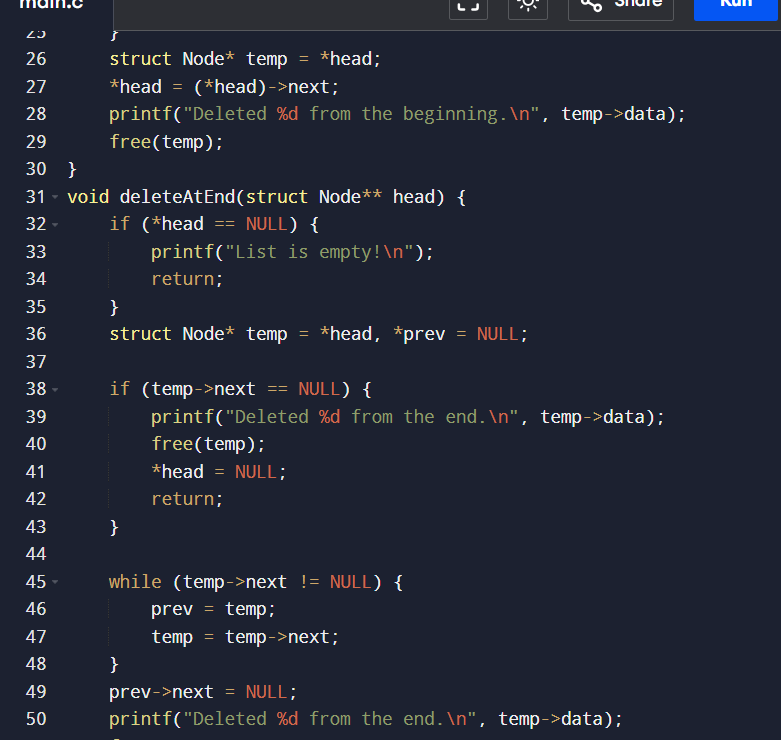 main.c
Share
Run
25 }
26 struct Node* temp = *head;
27 *head = (*head)->next;
28 printf("Deleted %d from the beginning.\n", temp->data);
29 free(temp);
30 }
31 void deleteAtEnd(struct Node** head) {
32 if (*head == NULL) {
33 printf("List is empty!\n");
34 return;
35 }
36 struct Node* temp = *head, *prev = NULL;
37
38 if (temp->next == NULL) {
39 printf("Deleted %d from the end.\n", temp->data);
40 free(temp);
41 *head = NULL;
42 return;
43 }
44
45 while (temp->next != NULL) {
46 prev = temp;
47 temp = temp->next;
48 }
49 prev->next = NULL;
50 printf("Deleted %d from the end.\n", temp->data);